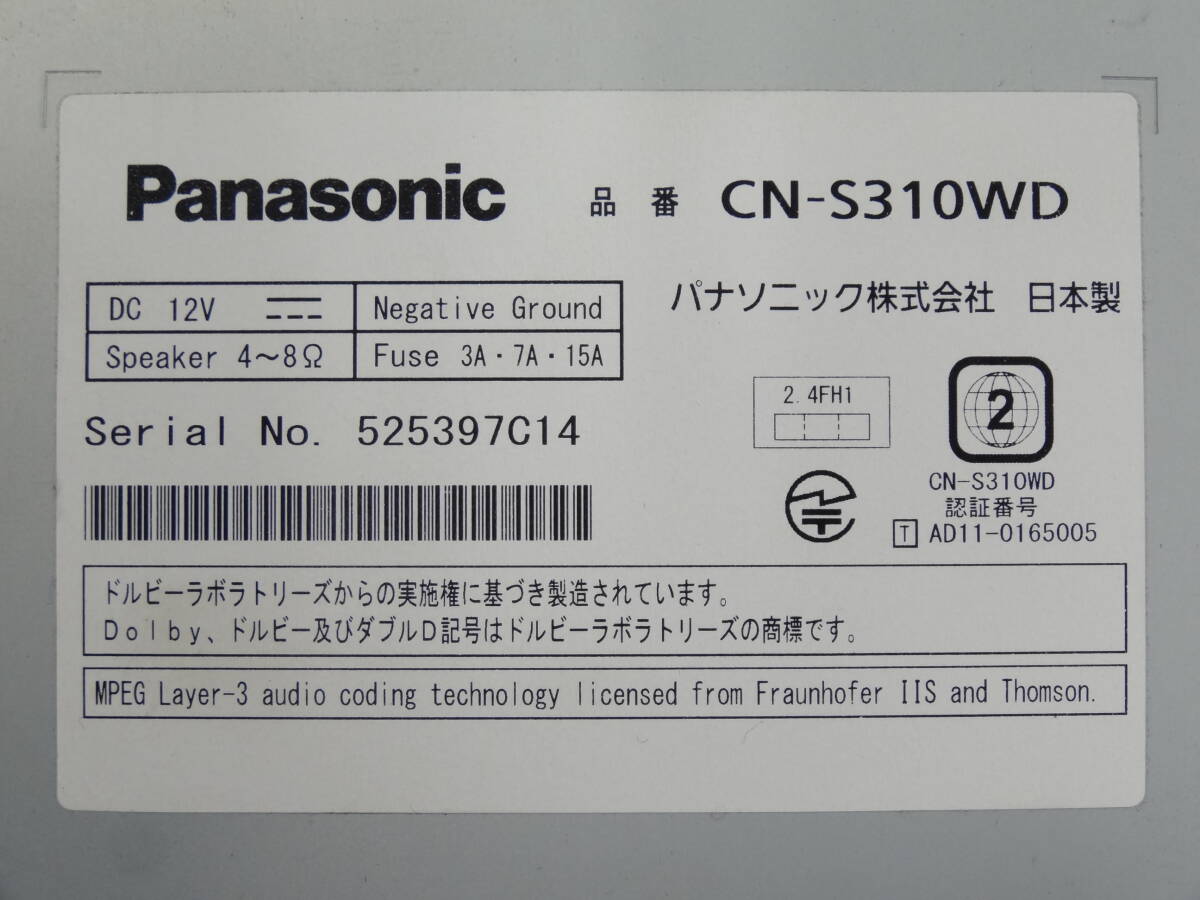 Panasonic 品番 CN-S310WD
DC 12V Negative Ground
Speaker 4～8Ω Fuse 3A・7A・15A
パナソニック株式会社 日本製
Serial No. 525397C14
2.4FH1
2
CN-S310WD
認証番号
T AD11-0165005
ドルビーラボラトリーズからの実施権に基づき製造されています。
Dolby、ドルビー及びダブルD記号はドルビーラボラトリーズの商標です。
MPEG Layer-3 audio coding technology licensed from Fraunhofer IIS and Thomson.